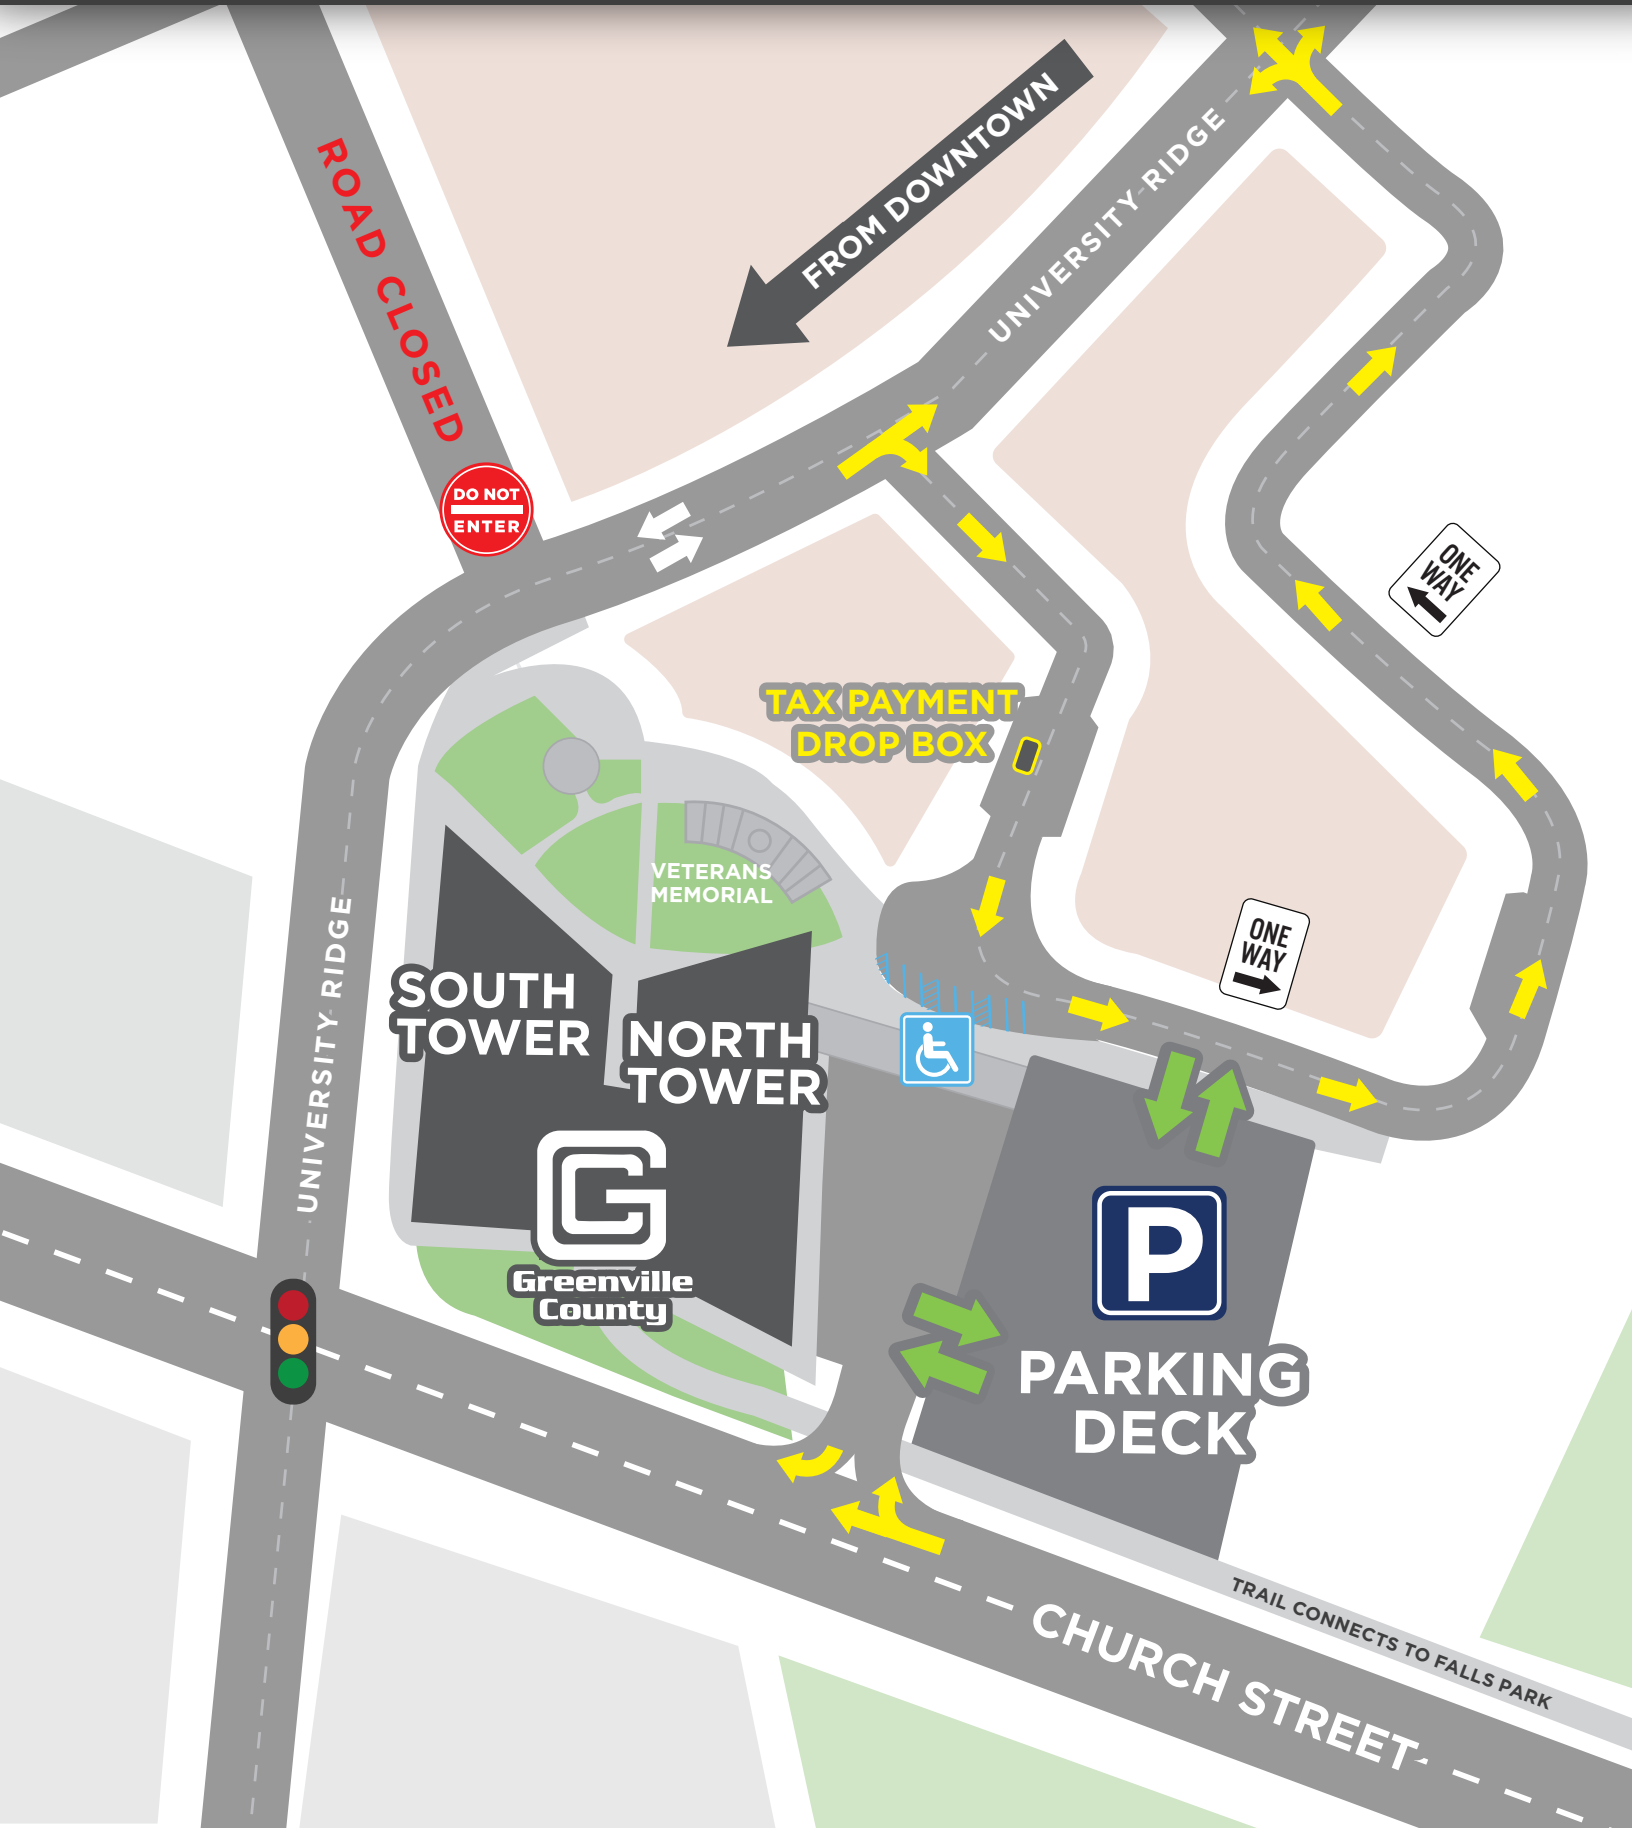 FROM DOWNTOWN
UNIVERSITY RIDGE
ROAD CLOSED
DO NOT
ENTER
ONE
WAY
TAX PAYMENT
DROP BOX
VETERANS
MEMORIAL
ONE
WAY
UNIVERSITY RIDGE
SOUTH
TOWER
NORTH
TOWER
G
Greenville
County
P
PARKING
DECK
TRAIL CONNECTS TO FALLS PARK
CHURCH STREET